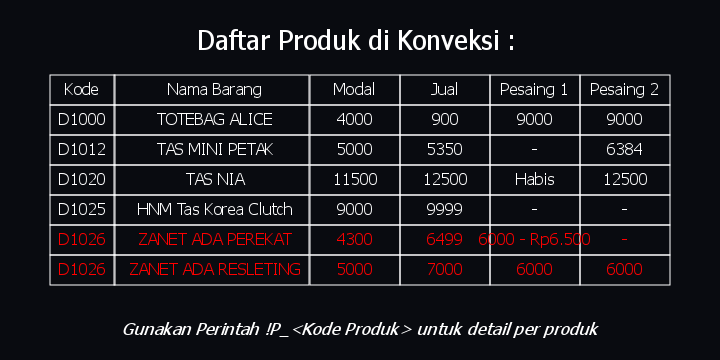 Daftar Produk di Konveksi :
Kode Nama Barang Modal Jual Pesaing 1 Pesaing 2
D1000 TOTEBAG ALICE 4000 900 9000 9000
D1012 TAS MINI PETAK 5000 5350 - 6384
D1020 TAS NIA 11500 12500 Habis 12500
D1025 HNM Tas Korea Clutch 9000 9999 - -
D1026 ZANET ADA PEREKAT 4300 6499 6000 - Rp6.500 -
D1026 ZANET ADA RESLETING 5000 7000 6000 6000
Gunakan Perintah !P_<Kode Produk> untuk detail per produk